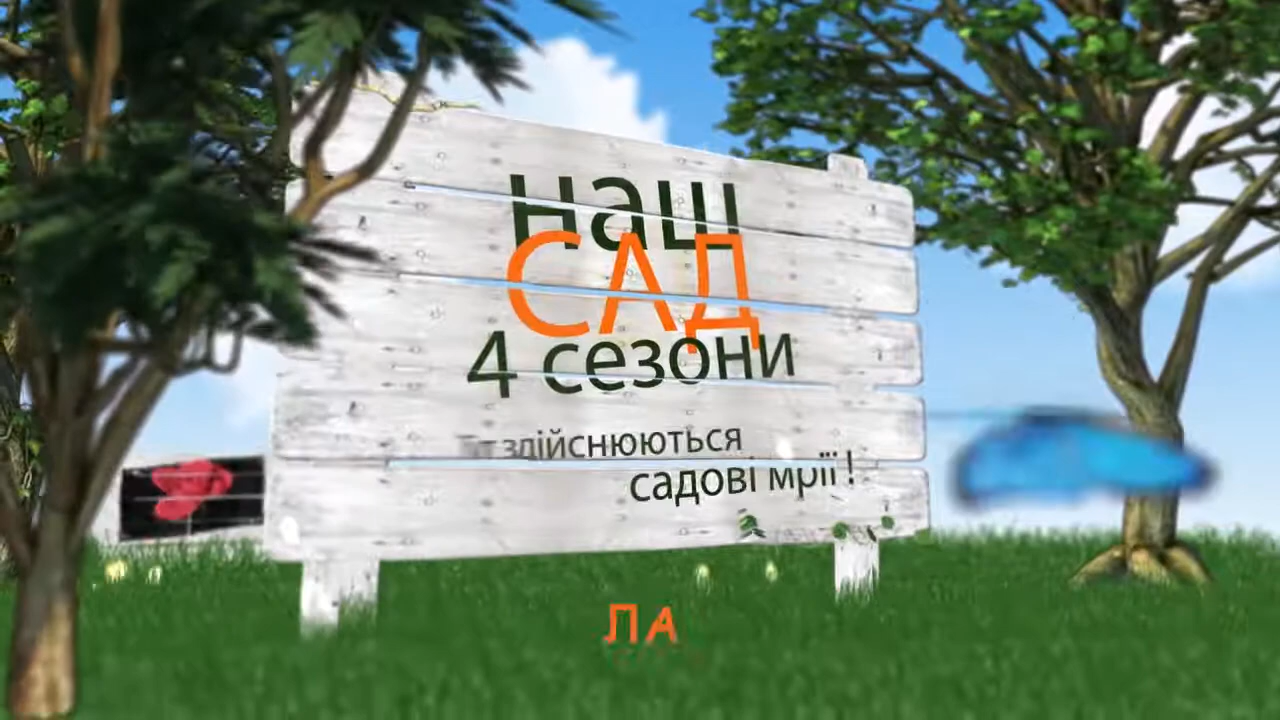 наш
САД
4 сезони
здійснюються
садові мрії!
ЛА